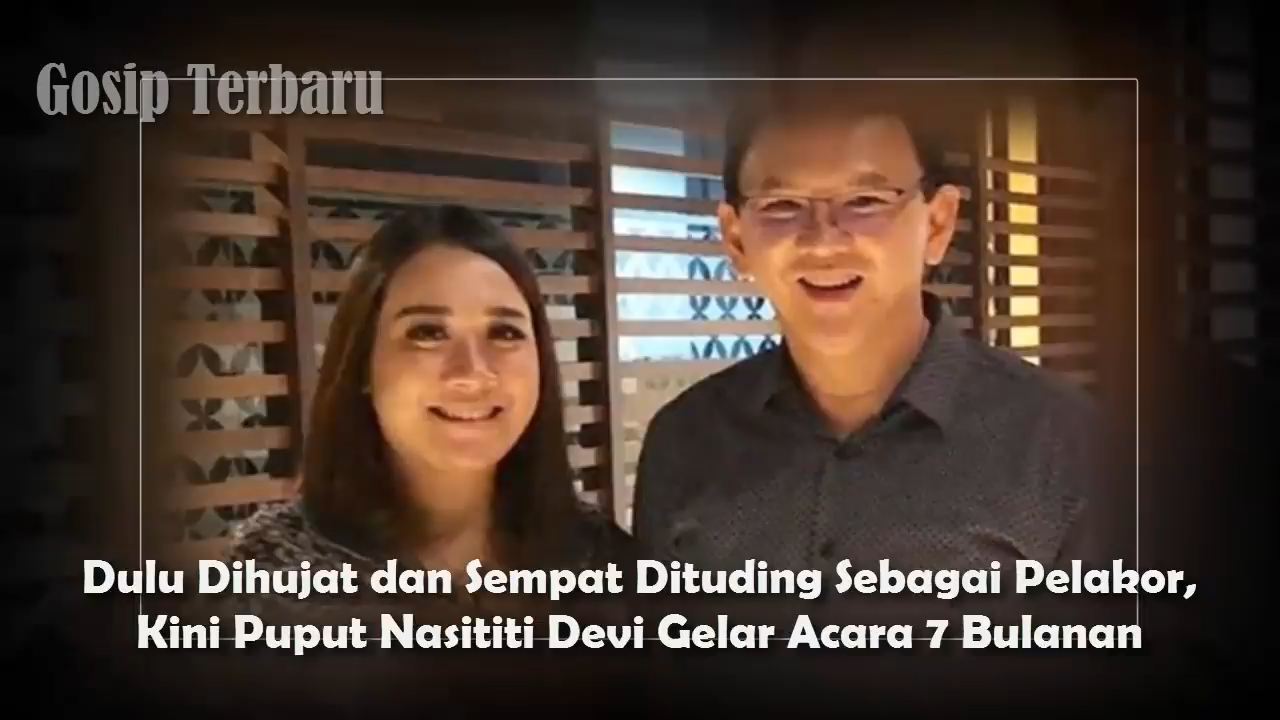 Gosip Terbaru
Dulu Dihujat dan Sempat Dituding Sebagai Pelakor,
Kini Puput Nasititi Devi Gelar Acara 7 Bulanan